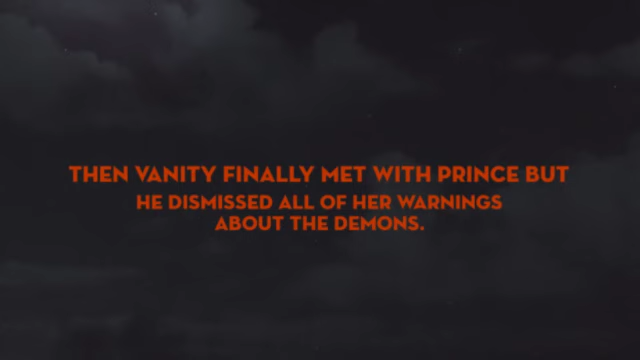 THEN VANITY FINALLY MET WITH PRINCE BUT
HE DISMISSED ALL OF HER WARNINGS
ABOUT THE DEMONS.